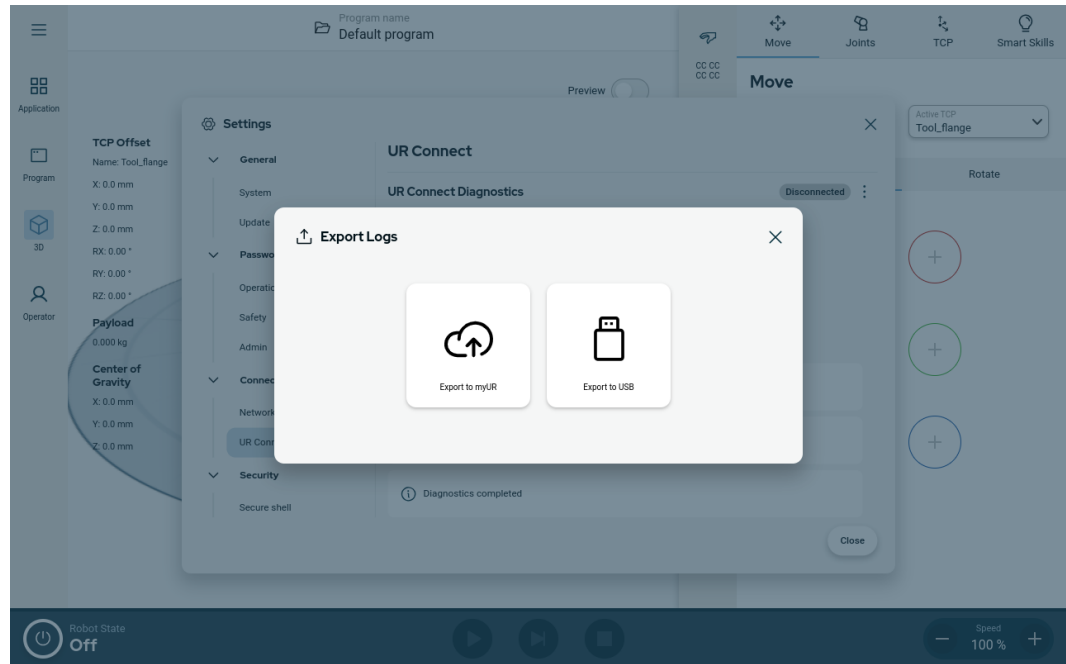 Program name
Default program
Application
Program
3D
Operator
Preview
TCP Offset
Name: Tool_flange
X: 0.0 mm
Y: 0.0 mm
Z: 0.0 mm
RX: 0.00 °
RY: 0.00 °
RZ: 0.00 °
Payload
0.000 kg
Center of
Gravity
X: 0.0 mm
Y: 0.0 mm
Z: 0.0 mm
Settings
General
System
Update
Passwo
Operatio
Safety
Admin
Connec
Network
UR Conn
Security
Secure shell
UR Connect
UR Connect Diagnostics
Disconnected
Export Logs
Export to myUR
Export to USB
Diagnostics completed
Close
CC CC
CC CC
Move
Joints
TCP
Smart Skills
Move
Active TCP
Tool_flange
Rotate
Robot State
Off
Speed
100 %